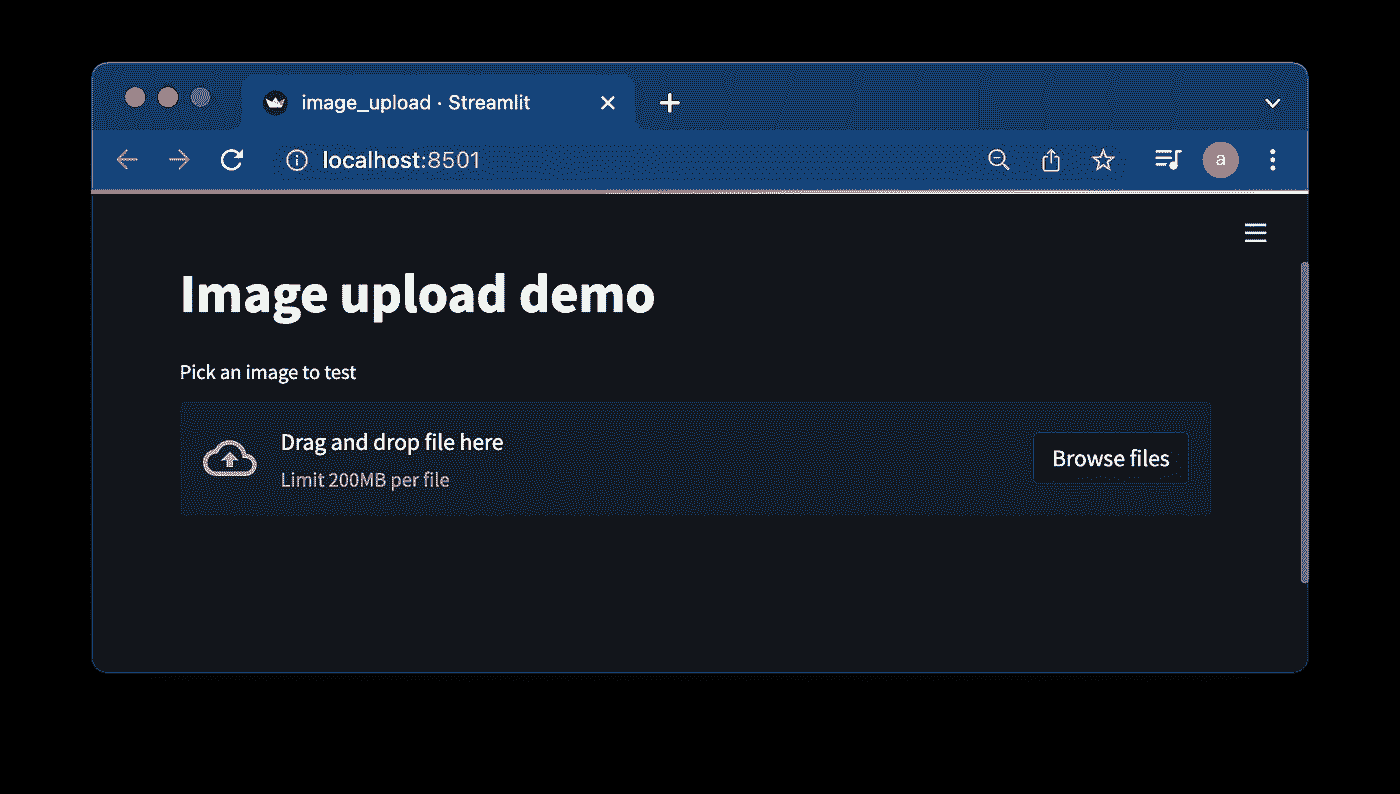 image_upload · Streamlit
localhost:8501
a
Image upload demo
Pick an image to test
Drag and drop file here
Limit 200MB per file
Browse files